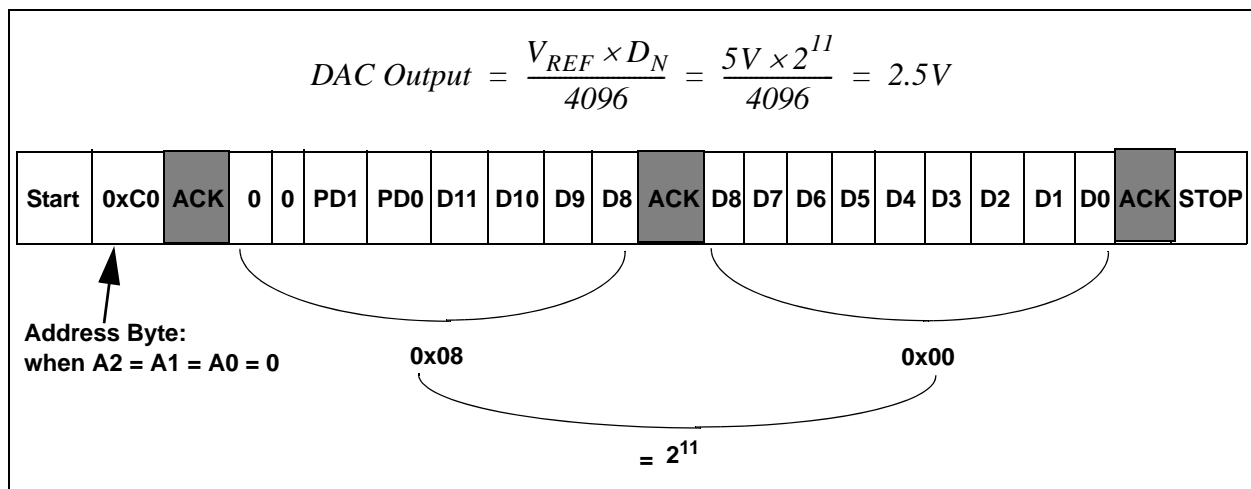 DAC Output = V_REF × D_N / 4096 = 5V × 2^11 / 4096 = 2.5V
Start 0xC0 ACK 0 0 PD1 PD0 D11 D10 D9 D8 ACK D8 D7 D6 D5 D4 D3 D2 D1 D0 ACK STOP
Address Byte:
when A2 = A1 = A0 = 0
0x08 0x00
= 2^11